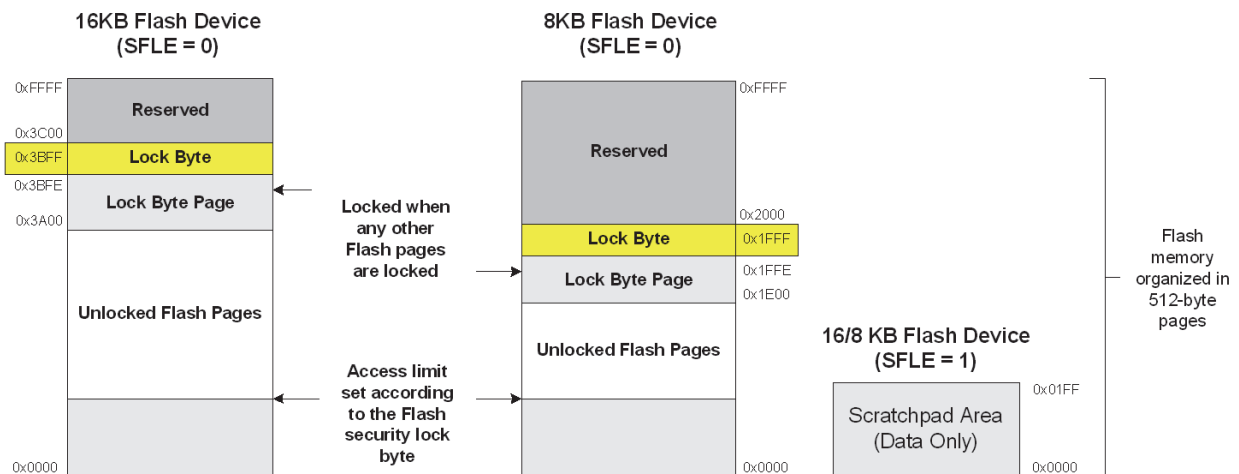 16KB Flash Device
(SFLE = 0)
0xFFFF
Reserved
0x3C00
0x3BFF
Lock Byte
0x3BFE
Lock Byte Page
0x3A00
Unlocked Flash Pages
0x0000
Locked when
any other
Flash pages
are locked
Access limit
set according
to the Flash
security lock
byte
8KB Flash Device
(SFLE = 0)
0xFFFF
Reserved
0x2000
Lock Byte
0x1FFF
0x1FFE
Lock Byte Page
0x1E00
Unlocked Flash Pages
0x0000
16/8 KB Flash Device
(SFLE = 1)
0x01FF
Scratchpad Area
(Data Only)
0x0000
Flash
memory
organized in
512-byte
pages